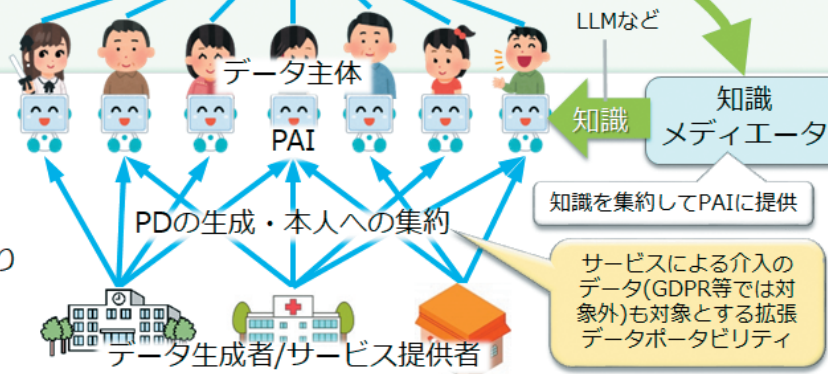 LLMなど
データ主体
知識
知識
メディエータ
PAI
知識を集約してPAIに提供
PDの生成・本人への集約
り
サービスによる介入の
データ(GDPR等では対
象外)も対象とする拡張
データポータビリティ
データ生成者/サービス提供者